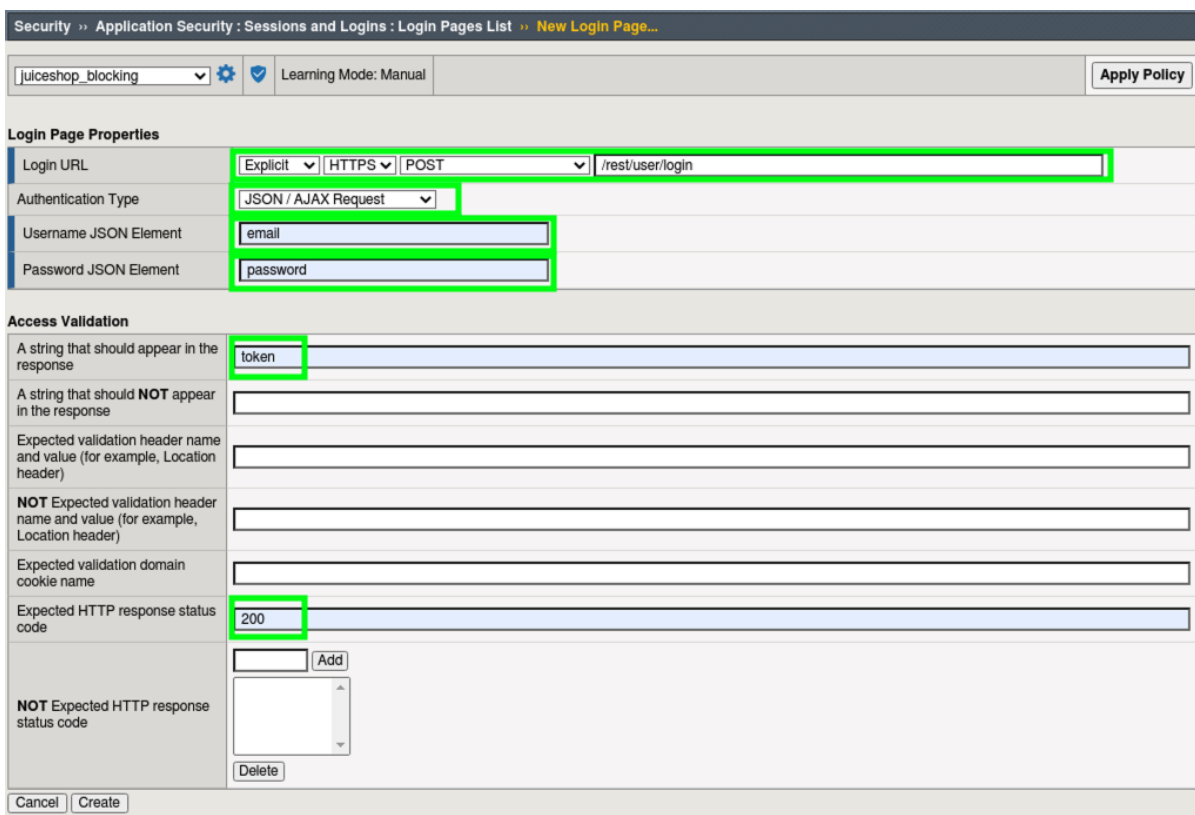 Security ›› Application Security : Sessions and Logins : Login Pages List ›› New Login Page...
juiceshop_blocking Learning Mode: Manual Apply Policy
Login Page Properties
Login URL Explicit HTTPS POST /rest/user/login
Authentication Type JSON / AJAX Request
Username JSON Element email
Password JSON Element password
Access Validation
A string that should appear in the
response
token
A string that should NOT appear
in the response
Expected validation header name
and value (for example, Location
header)
NOT Expected validation header
name and value (for example,
Location header)
Expected validation domain
cookie name
Expected HTTP response status
code
200
Add
NOT Expected HTTP response
status code
Delete
Cancel Create